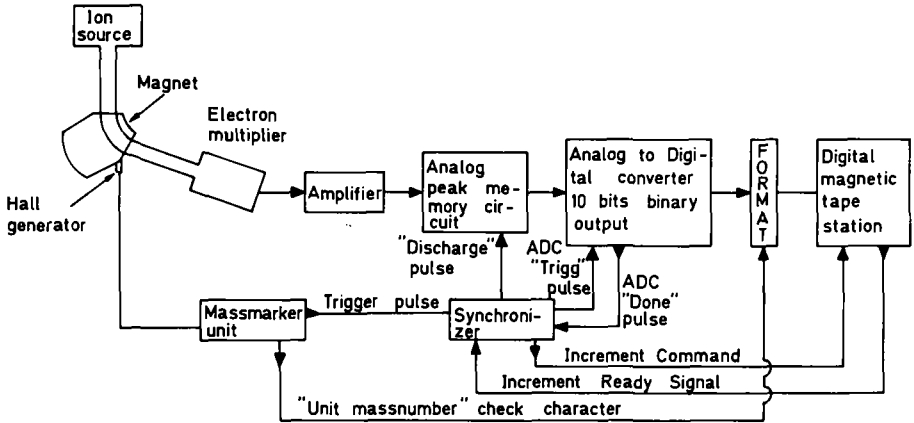 Ion
source
Magnet
Electron
multiplier
Hall
generator
Amplifier
Analog
peak me-
mory cir-
cuit
Analog to Digi-
tal converter
10 bits binary
output
FORMAT
Digital
magnetic
tape
station
"Discharge"
pulse
ADC
"Trigg"
pulse
ADC
"Done"
pulse
Massmarker
unit
Trigger pulse
Synchroni-
zer
Increment Command
Increment Ready Signal
"Unit massnumber" check character